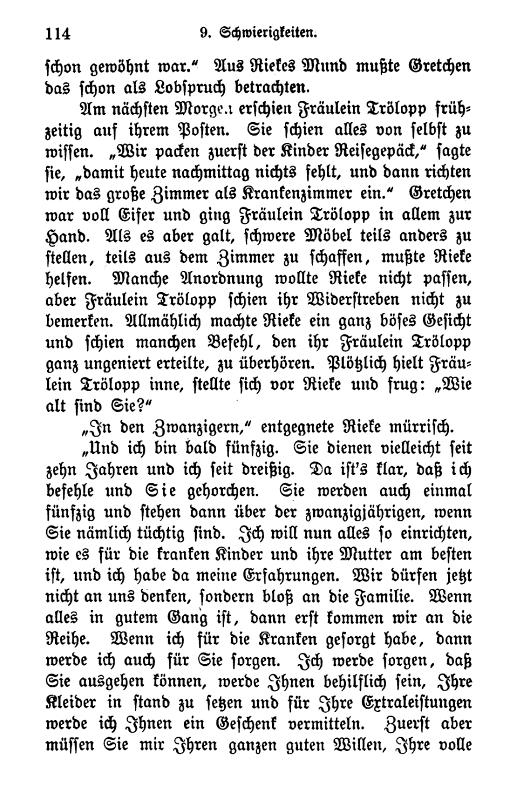 114 9. Schwierigkeiten.
schon gewöhnt war.“ Aus Riekes Mund mußte Gretchen
das schon als Lobspruch betrachten.
Am nächsten Morgen erschien Fräulein Trölopp früh-
zeitig auf ihrem Posten. Sie schien alles von selbst zu
wissen. „Wir packen zuerst der Kinder Reisegepäck,“ sagte
sie, „damit heute nachmittag nichts fehlt, und dann richten
wir das große Zimmer als Krankenzimmer ein.“ Gretchen
war voll Eifer und ging Fräulein Trölopp in allem zur
Hand. Als es aber galt, schwere Möbel teils anders zu
stellen, teils aus dem Zimmer zu schaffen, mußte Rieke
helfen. Manche Anordnung wollte Rieke nicht passen,
aber Fräulein Trölopp schien ihr Widerstreben nicht zu
bemerken. Allmählich machte Rieke ein ganz böses Gesicht
und schien manchen Befehl, den ihr Fräulein Trölopp
ganz ungeniert erteilte, zu überhören. Plötzlich hielt Fräu-
lein Trölopp inne, stellte sich vor Rieke und frug: „Wie
alt sind Sie?“
„In den Zwanzigern,“ entgegnete Rieke mürrisch.
„Und ich bin bald fünfzig. Sie dienen vielleicht seit
zehn Jahren und ich seit dreißig. Da ist's klar, daß ich
befehle und Sie gehorchen. Sie werden auch einmal
fünfzig und stehen dann über der zwanzigjährigen, wenn
Sie nämlich tüchtig sind. Ich will nun alles so einrichten,
wie es für die kranken Kinder und ihre Mutter am besten
ist, und ich habe da meine Erfahrungen. Wir dürfen jetzt
nicht an uns denken, sondern bloß an die Familie. Wenn
alles in gutem Gang ist, dann erst kommen wir an die
Reihe. Wenn ich für die Kranken gesorgt habe, dann
werde ich auch für Sie sorgen. Ich werde sorgen, daß
Sie ausgehen können, werde Ihnen behilflich sein, Ihre
Kleider in stand zu setzen und für Ihre Extraleistungen
werde ich Ihnen ein Geschenk vermitteln. Zuerst aber
müssen Sie mir Ihren ganzen guten Willen, Ihre volle